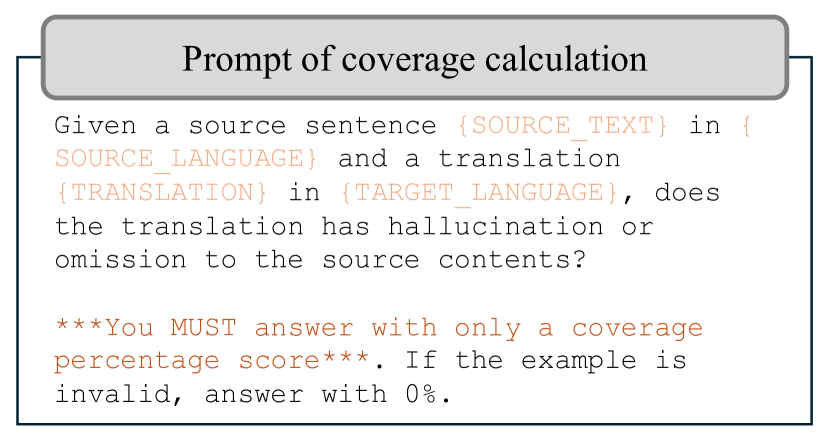 Prompt of coverage calculation
Given a source sentence {SOURCE_TEXT} in {
SOURCE_LANGUAGE} and a translation
{TRANSLATION} in {TARGET_LANGUAGE}, does
the translation has hallucination or
omission to the source contents?
***You MUST answer with only a coverage
percentage score***. If the example is
invalid, answer with 0%.